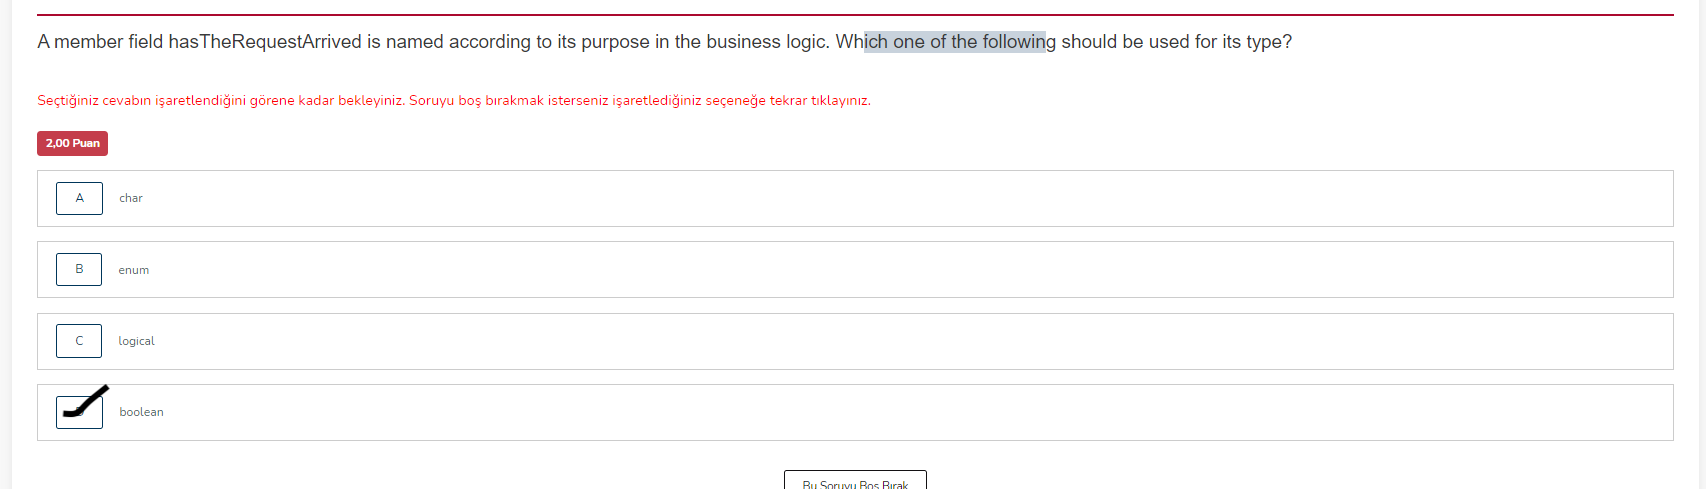 A member field hasTheRequestArrived is named according to its purpose in the business logic. Which one of the following should be used for its type?
Seçtiğiniz cevabın işaretlendiğini görene kadar bekleyiniz. Soruyu boş bırakmak isterseniz işaretlediğiniz seçeneğe tekrar tıklayınız.
2,00 Puan
A char
B enum
C logical
boolean
Bu Soruyu Boş Bırak